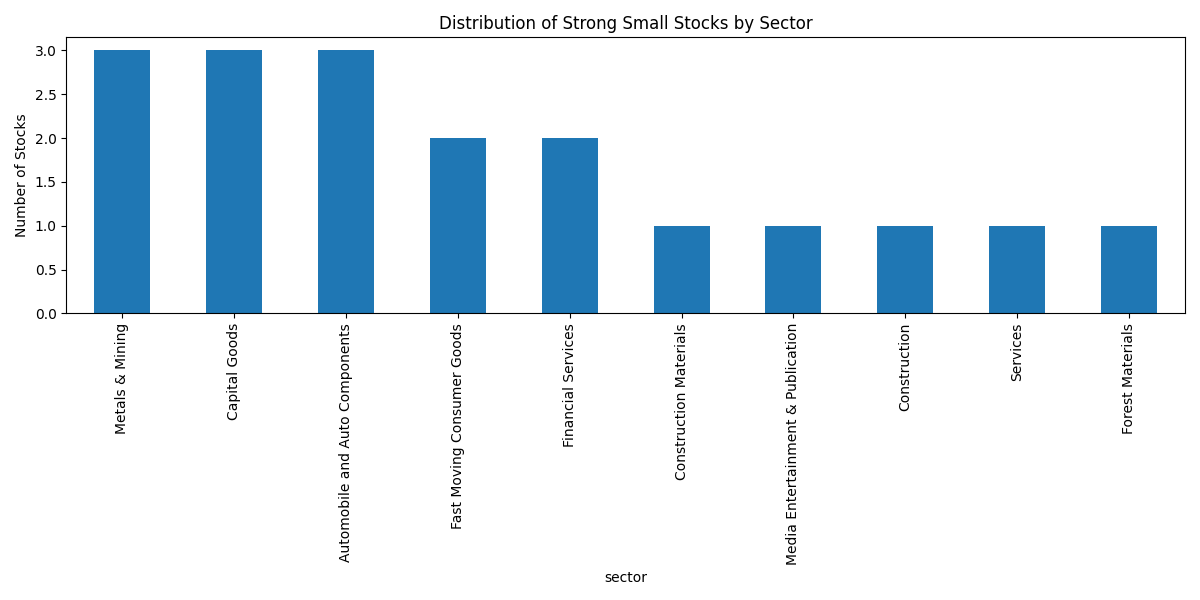 Distribution of Strong Small Stocks by Sector
Number of Stocks
3.0
2.5
2.0
1.5
1.0
0.5
0.0
Metals & Mining
Capital Goods
Automobile and Auto Components
Fast Moving Consumer Goods
Financial Services
Construction Materials
Media Entertainment & Publication
Construction
Services
Forest Materials
sector